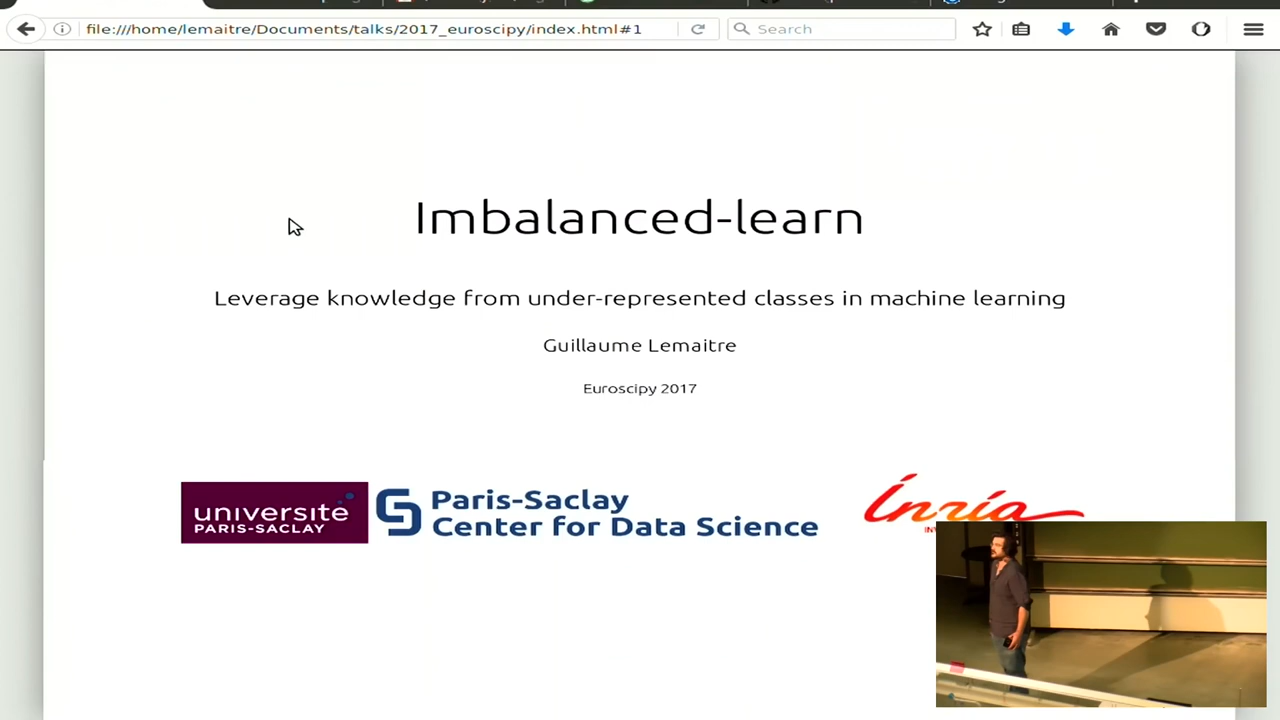 file:///home/lemaitre/Documents/talks/2017_euroscipy/index.html#1
Search
Imbalanced-learn
Leverage knowledge from under-represented classes in machine learning
Guillaume Lemaitre
Euroscipy 2017
université
PARIS-SACLAY
Paris-Saclay
Center for Data Science
Inria